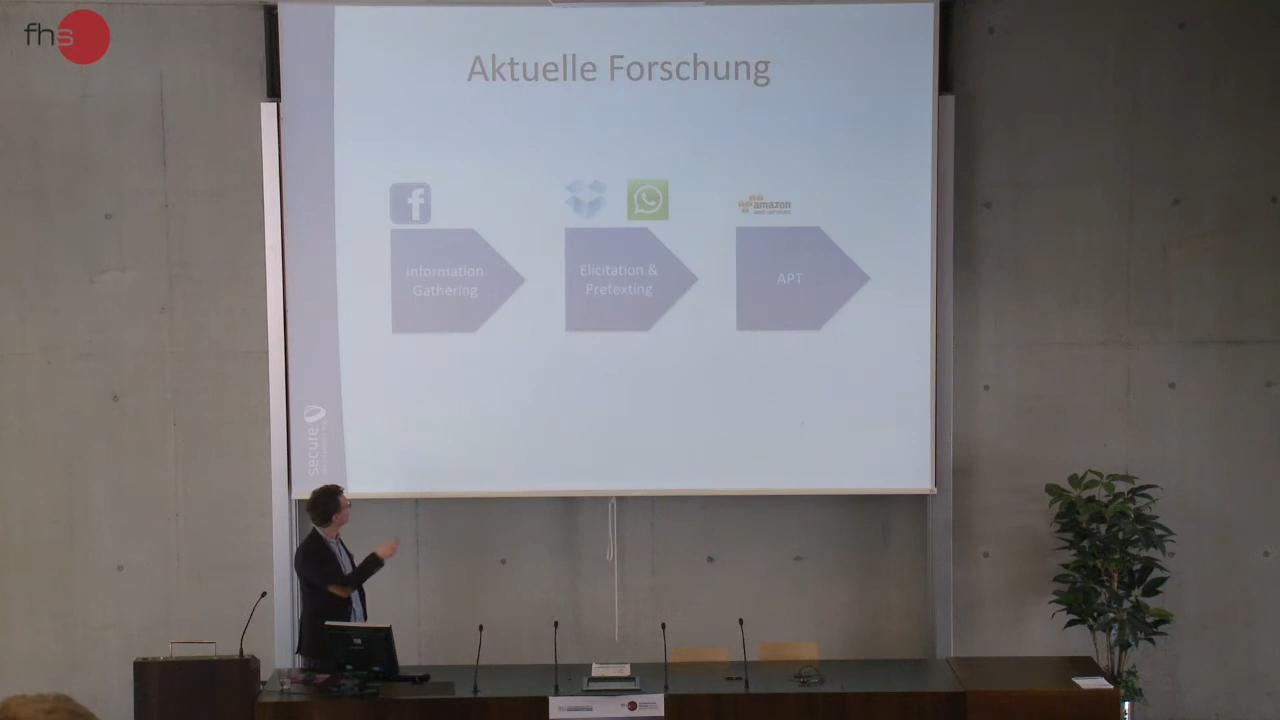 fhs
Aktuelle Forschung
f
amazon
web services
Information
Gathering
Elicitation &
Pretexting
APT
secure